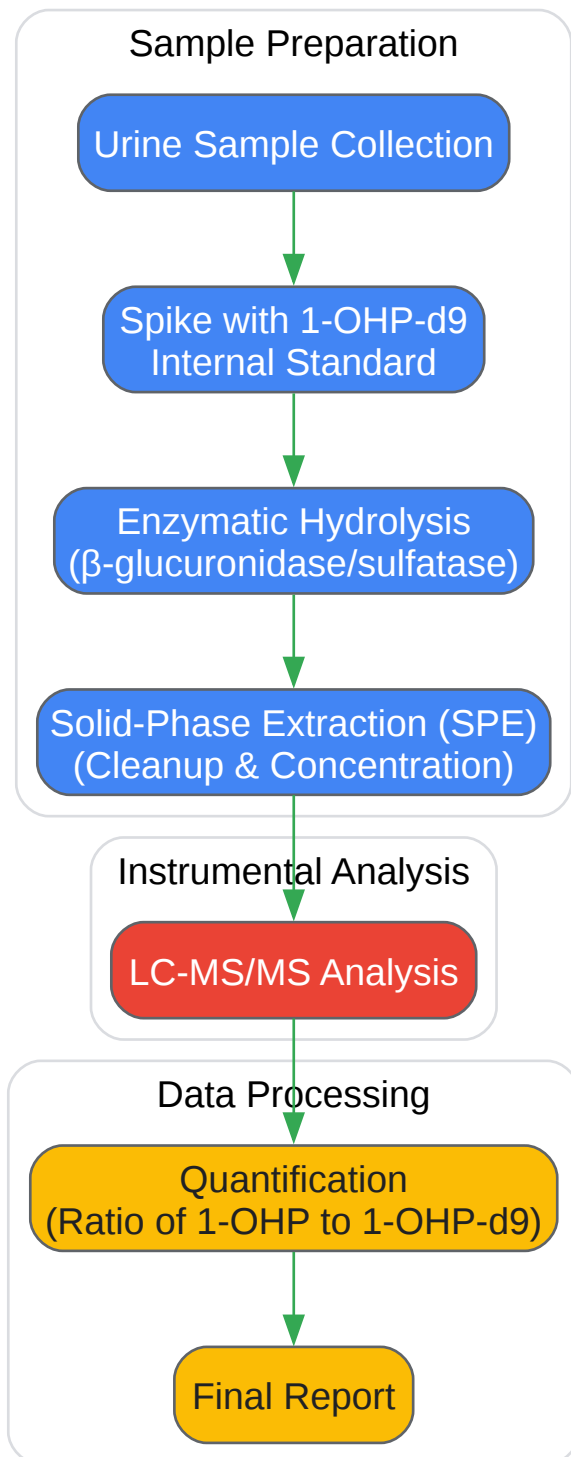 Sample Preparation
Urine Sample Collection
Spike with 1-OHP-d9
Internal Standard
Enzymatic Hydrolysis
(β-glucuronidase/sulfatase)
Solid-Phase Extraction (SPE)
(Cleanup & Concentration)
Instrumental Analysis
LC-MS/MS Analysis
Data Processing
Quantification
(Ratio of 1-OHP to 1-OHP-d9)
Final Report